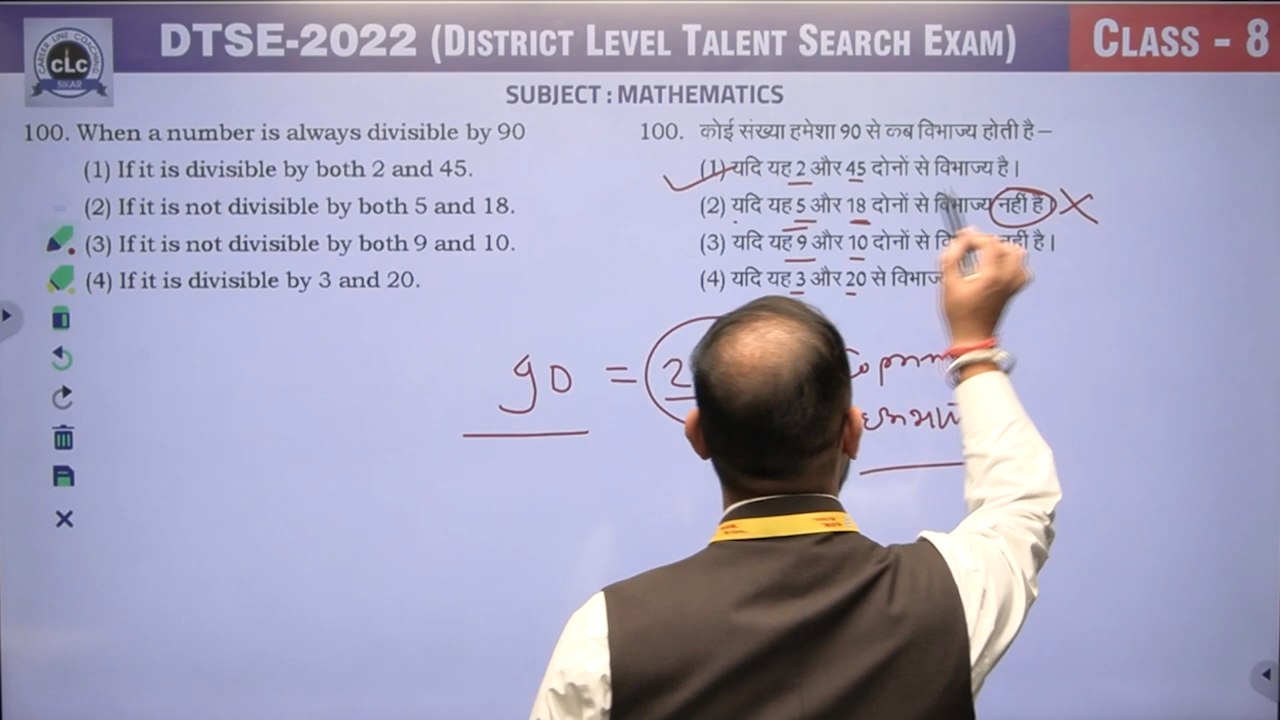 CAREER LINE COACHING
CLC
SIKAR
DTSE-2022 (DISTRICT LEVEL TALENT SEARCH EXAM)
CLASS - 8
SUBJECT : MATHEMATICS
100. When a number is always divisible by 90
(1) If it is divisible by both 2 and 45.
(2) If it is not divisible by both 5 and 18.
(3) If it is not divisible by both 9 and 10.
(4) If it is divisible by 3 and 20.
100. कोई संख्या हमेशा 90 से कब विभाज्य होती है –
(1) यदि यह 2 और 45 दोनों से विभाज्य है।
(2) यदि यह 5 और 18 दोनों से विभाज्य नहीं है।
(3) यदि यह 9 और 10 दोनों से नहीं है।
(4) यदि यह 3 और 20 से
90 = 2